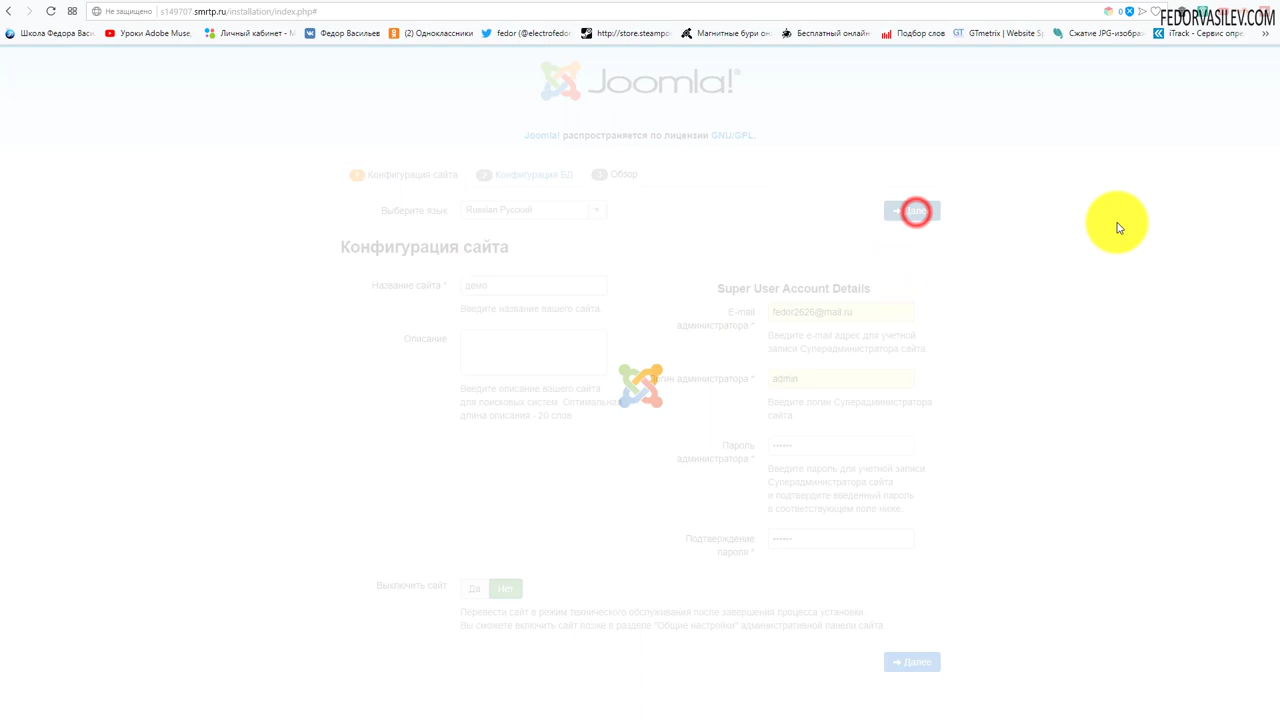 Не защищено s149707.smrtp.ru/installation/index.php# 0
FEDORVASILEV.COM
Школа Федора Васи. Уроки Adobe Muse, Личный кабинет - М Федор Васильев (2) Одноклассники fedor (@electrofedor) http://store.steampo Магнитные бури он Бесплатный онлайн Подбор слов GTmetrix | Website Sp Сжатие JPG-изобра iTrack - Сервис опре. »
Joomla!®
Joomla! распространяется по лицензии GNU/GPL.
1 Конфигурация сайта 2 Конфигурация БД 3 Обзор
Выберите язык Russian Русский Далее
Конфигурация сайта
Название сайта * демо
Введите название вашего сайта.
Описание
Введите описание вашего сайта
для поисковых систем. Оптимальная
длина описания - 20 слов.
Super User Account Details
E-mail
администратора *
fedor2626@mail.ru
Введите e-mail адрес для учетной
записи Суперадминистратора сайта.
Логин администратора * admin
Введите логин Суперадминистратора
сайта
Пароль
администратора *
••••••
Введите пароль для учетной записи
Суперадминистратора сайта
и подтвердите введенный пароль
в соответствующем поле ниже.
Подтверждение
пароля *
••••••
Выключить сайт Да Нет
Перевести сайт в режим технического обслуживания после завершения процесса установки.
Вы сможете включить сайт позже в разделе "Общие настройки" административной панели сайта.
Далее